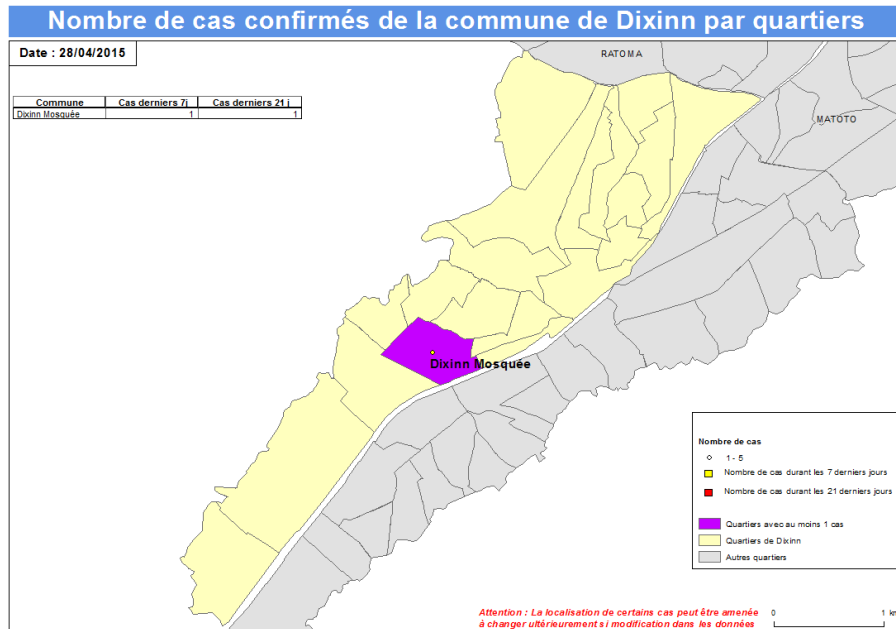 Nombre de cas confirmés de la commune de Dixinn par quartiers
Date : 28/04/2015
RATOMA
Commune Cas derniers 7j Cas derniers 21 j
Dixinn Mosquée 1 1
MATOTO
Dixinn Mosquée
Nombre de cas
1 - 5
Nombre de cas durant les 7 derniers jours
Nombre de cas durant les 21 derniers jours
Quartiers avec au moins 1 cas
Quartiers de Dixinn
Autres quartiers
Attention : La localisation de certains cas peut être amenée
à changer ultérieurement si modification dans les données
0 1 km